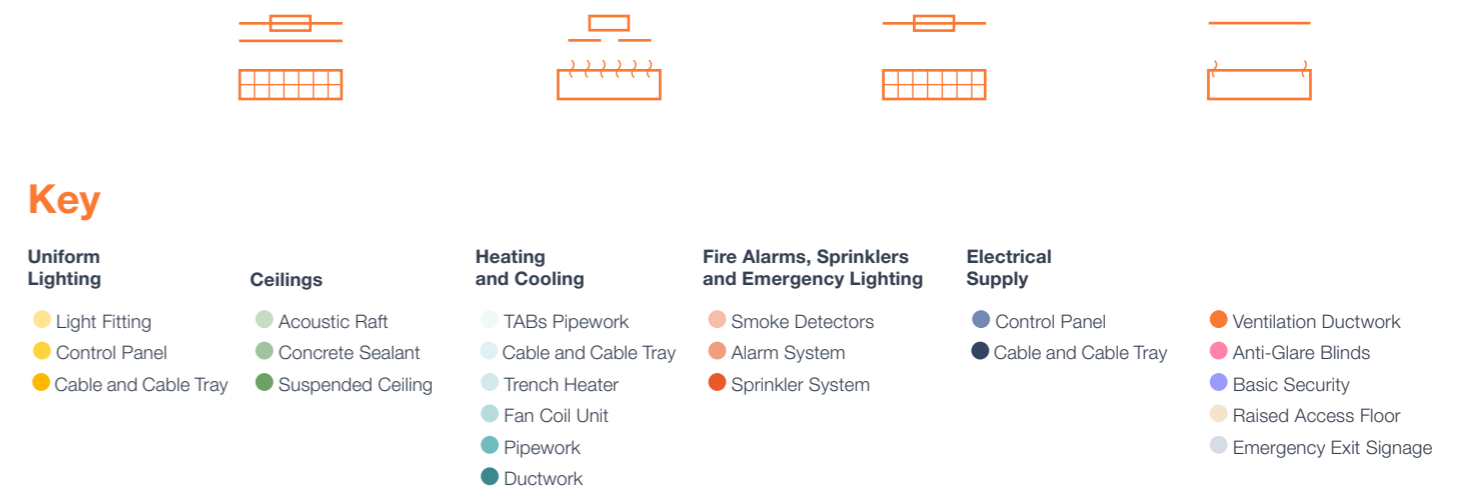 Key
Uniform
Lighting
Light Fitting
Control Panel
Cable and Cable Tray
Ceilings
Acoustic Raft
Concrete Sealant
Suspended Ceiling
Heating
and Cooling
TABs Pipework
Cable and Cable Tray
Trench Heater
Fan Coil Unit
Pipework
Ductwork
Fire Alarms, Sprinklers
and Emergency Lighting
Smoke Detectors
Alarm System
Sprinkler System
Electrical
Supply
Control Panel
Cable and Cable Tray
Ventilation Ductwork
Anti-Glare Blinds
Basic Security
Raised Access Floor
Emergency Exit Signage